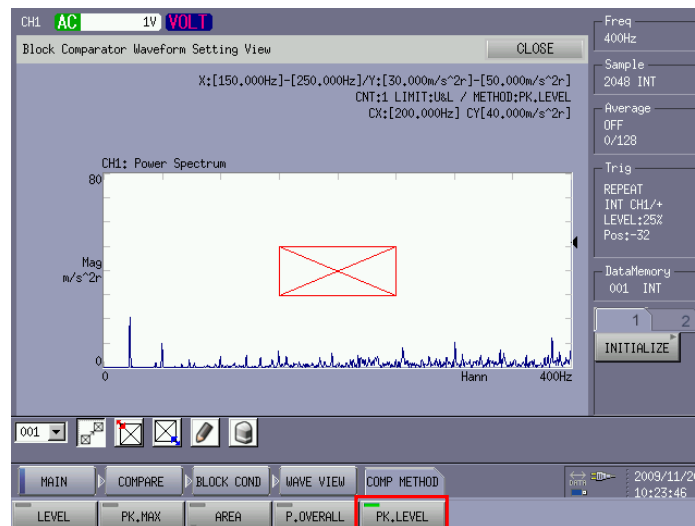 CH1 AC 1V VOLT
Block Comparator Waveform Setting View CLOSE
X:[150.000Hz]-[250.000Hz]/Y:[30.000m/s^2r]-[50.000m/s^2r]
CNT:1 LIMIT:U&L / METHOD:PK.LEVEL
CX:[200.000Hz] CY[40.000m/s^2r]
CH1: Power Spectrum
80
Mag
m/s^2r
0
0 Hann 400Hz
Freq
400Hz
Sample
2048 INT
Average
OFF
0/128
Trig
REPEAT
INT CH1/+
LEVEL:25%
Pos:-32
DataMemory
001 INT
1 2
INITIALIZE
001
MAIN COMPARE BLOCK COND WAVE VIEW COMP METHOD
DATA
2009/11/26
10:23:46
LEVEL PK.MAX AREA P.OVERALL PK.LEVEL